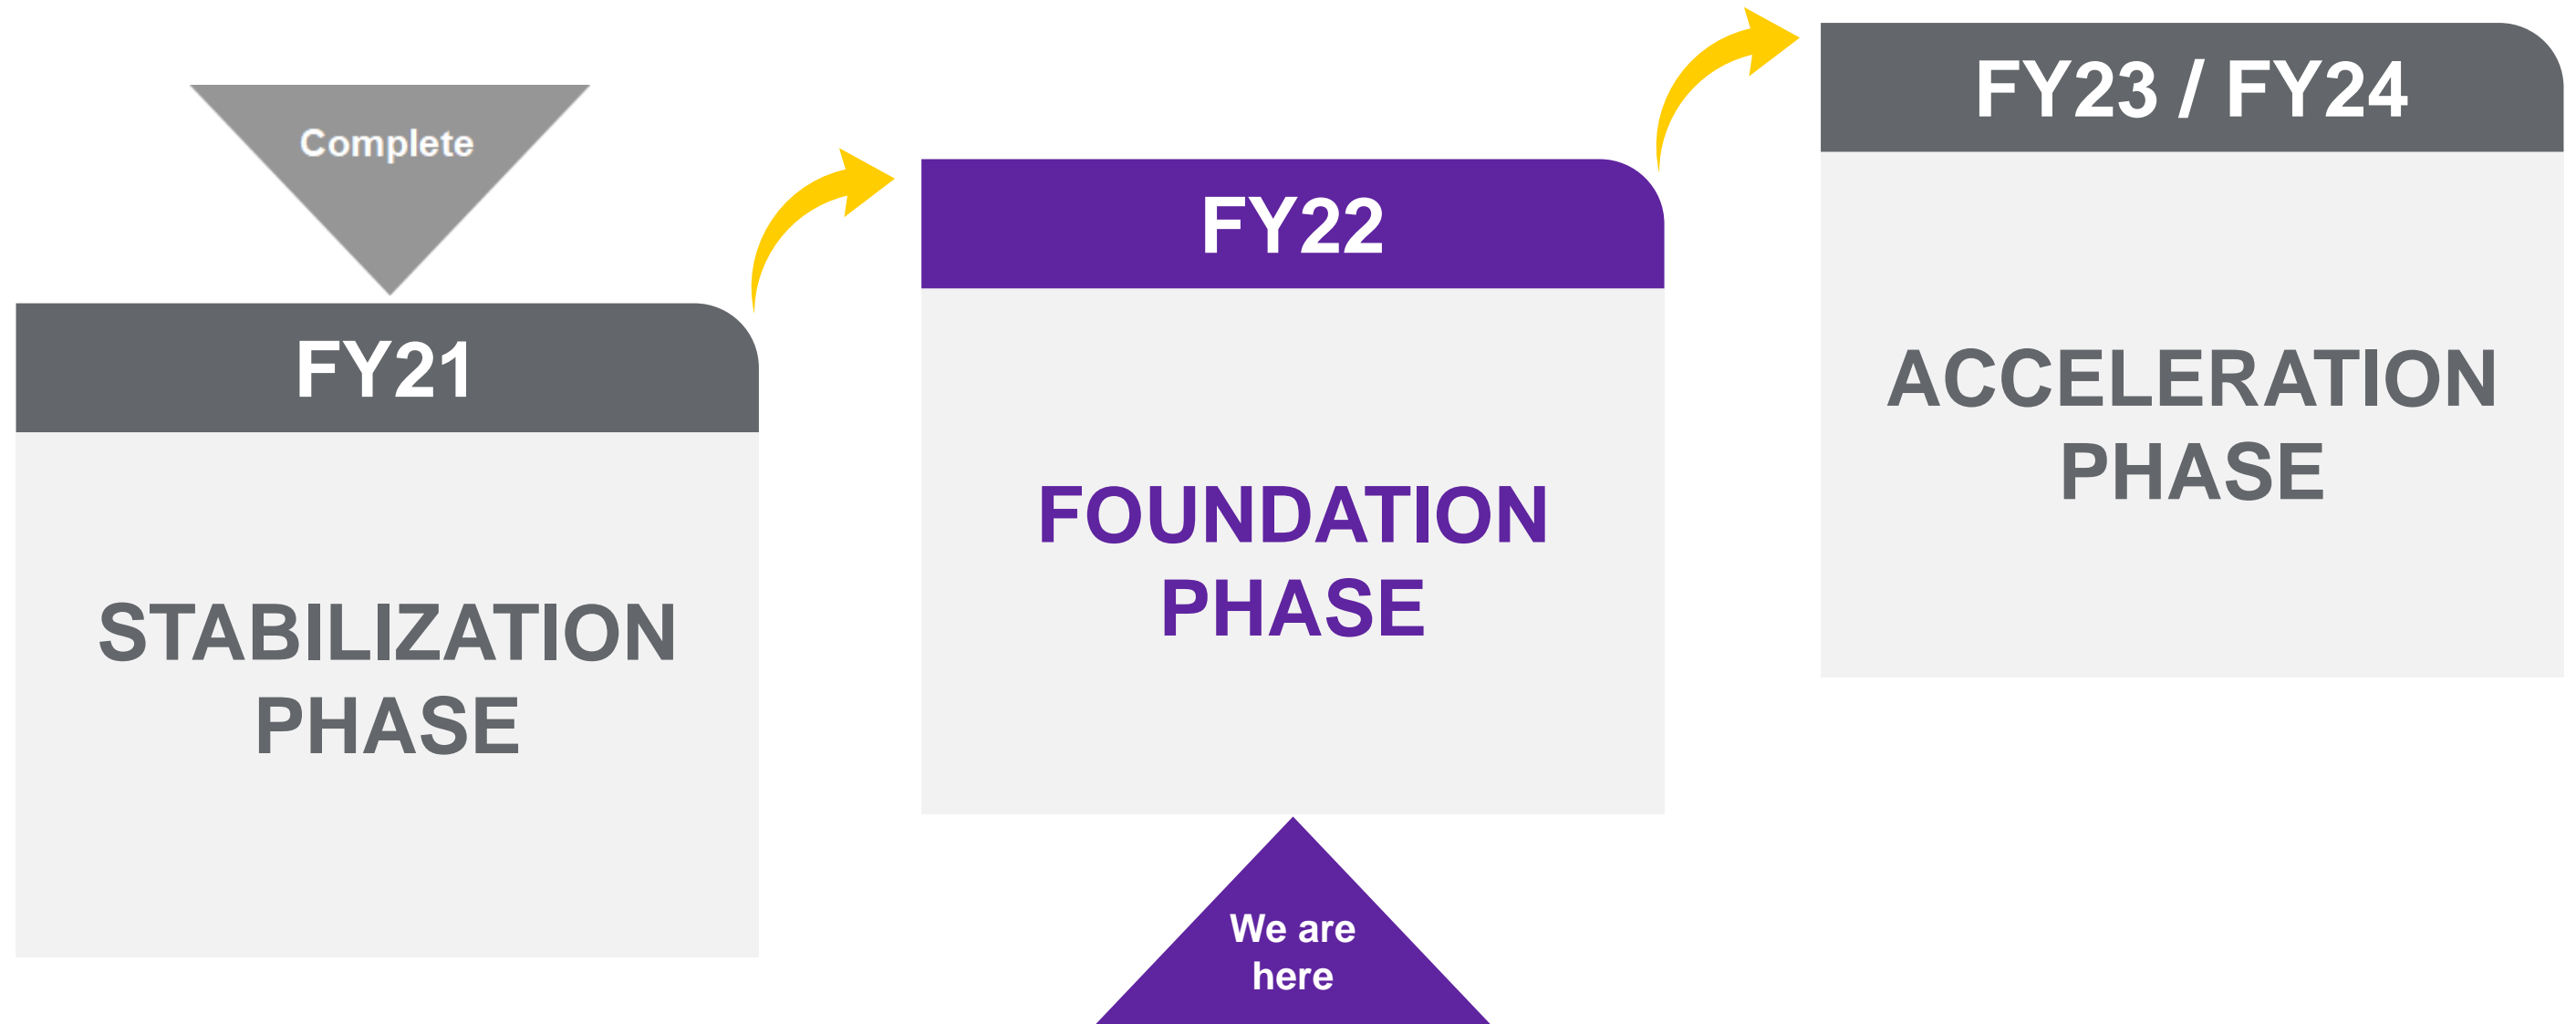 Complete
FY21
STABILIZATION
PHASE
FY22
FOUNDATION
PHASE
We are
here
FY23 / FY24
ACCELERATION
PHASE